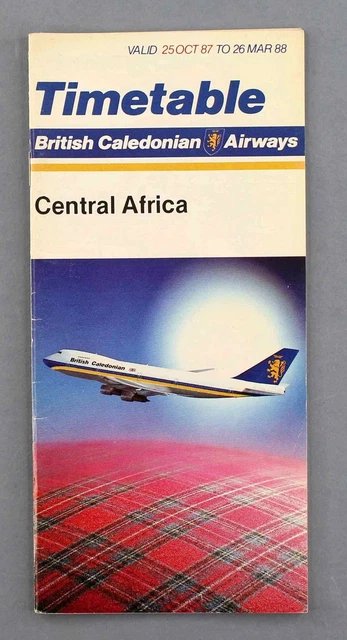 VALID 25 OCT 87 TO 26 MAR 88
Timetable
British Caledonian Airways
Central Africa
British Caledonian